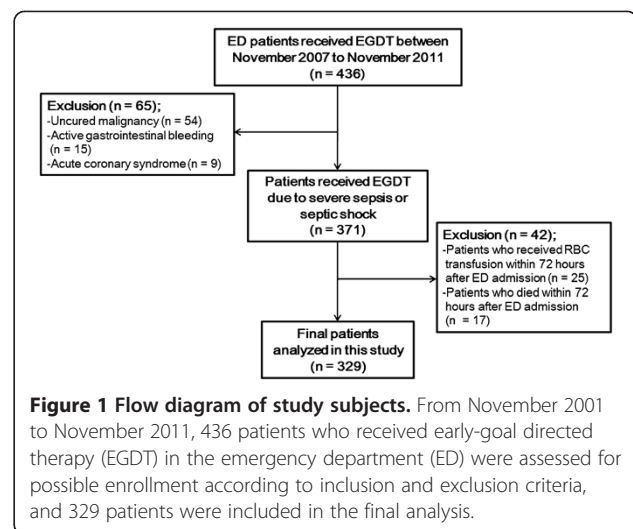 ED patients received EGDT between
November 2007 to November 2011
(n = 436)
Exclusion (n = 65);
-Uncured malignancy (n = 54)
-Active gastrointestinal bleeding
(n = 15)
-Acute coronary syndrome (n = 9)
Patients received EGDT
due to severe sepsis or
septic shock
(n = 371)
Exclusion (n = 42);
-Patients who received RBC
transfusion within 72 hours
after ED admission (n = 25)
-Patients who died within 72
hours after ED admission
(n = 17)
Final patients
analyzed in this study
(n = 329)
Figure 1 Flow diagram of study subjects. From November 2001
to November 2011, 436 patients who received early-goal directed
therapy (EGDT) in the emergency department (ED) were assessed for
possible enrollment according to inclusion and exclusion criteria,
and 329 patients were included in the final analysis.